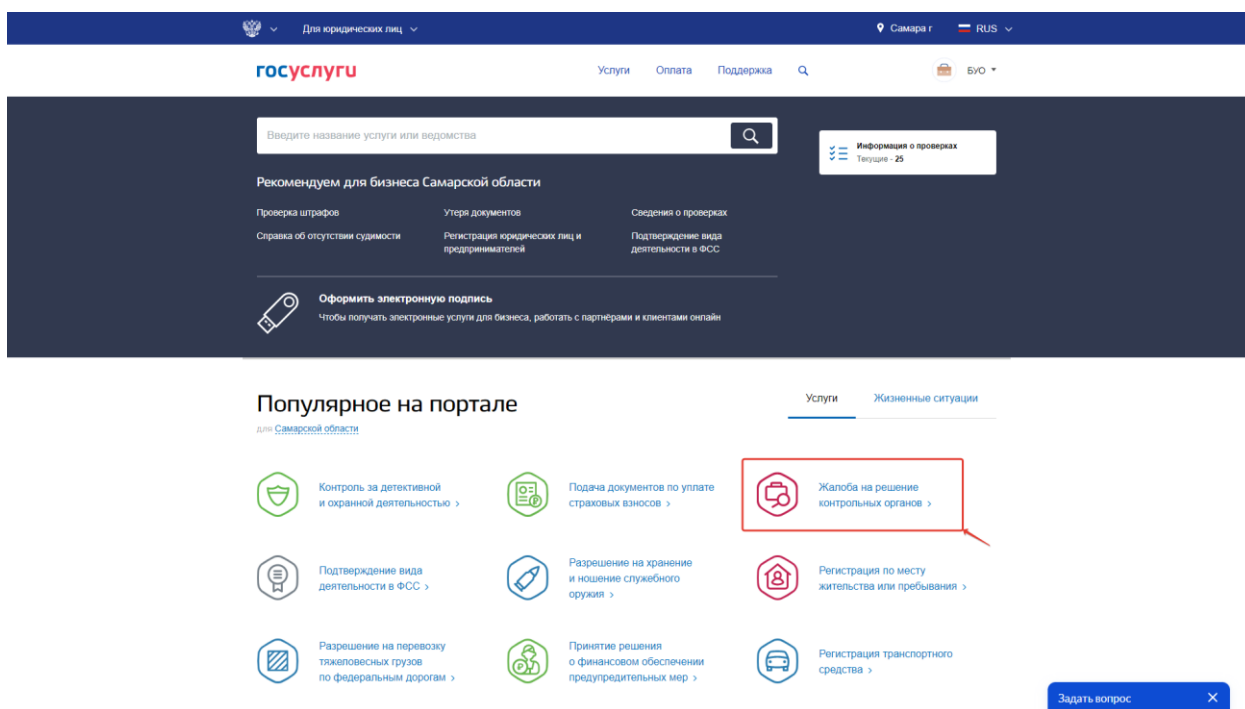 Для юридических лиц
Самара г
RUS
госуслуги
Услуги
Оплата
Поддержка
БУО
Введите название услуги или ведомства
Информация о проверках
Текущие - 25
Рекомендуем для бизнеса Самарской области
Проверка штрафов
Утеря документов
Сведения о проверках
Справка об отсутствии судимости
Регистрация юридических лиц и
предпринимателей
Подтверждение вида
деятельности в ФСС
Оформить электронную подпись
Чтобы получать электронные услуги для бизнеса, работать с партнёрами и клиентами онлайн
Популярное на портале
Услуги
Жизненные ситуации
для Самарской области
Контроль за детективной
и охранной деятельностью >
Подача документов по уплате
страховых взносов >
Жалоба на решение
контрольных органов >
Подтверждение вида
деятельности в ФСС >
Разрешение на хранение
и ношение служебного
оружия >
Регистрация по месту
жительства или пребывания >
Разрешение на перевозку
тяжеловесных грузов
по федеральным дорогам >
Принятие решения
о финансовом обеспечении
предупредительных мер >
Регистрация транспортного
средства >
Задать вопрос